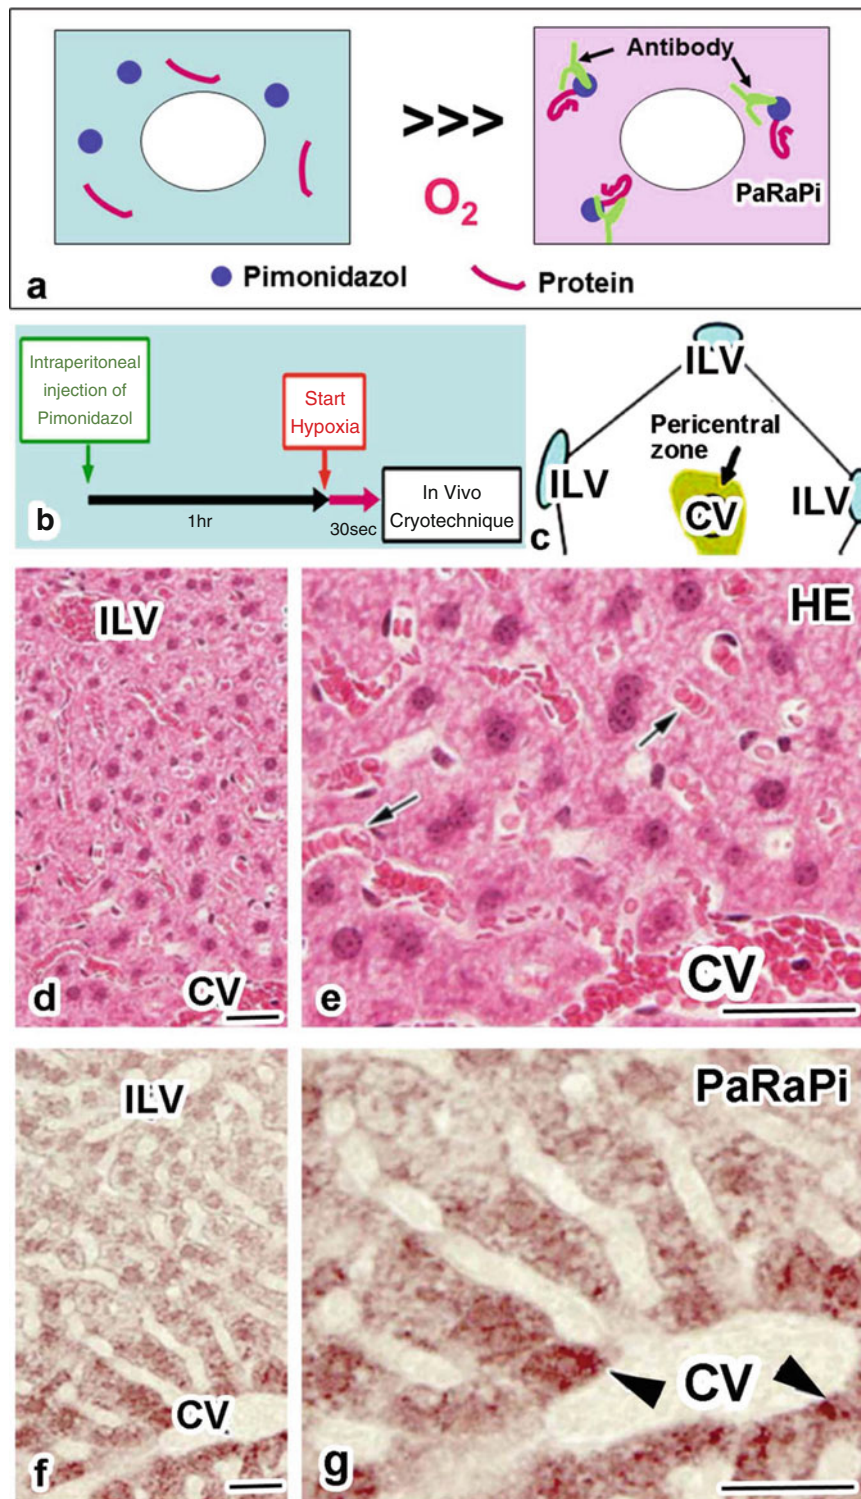 Antibody
>>>
O2
PaRaPi
Pimonidazol
Protein
a
Intraperitoneal
injection of
Pimonidazol
Start
Hypoxia
1hr
30sec
In Vivo
Cryotechnique
b
ILV
Pericentral
zone
ILV
CV
ILV
c
ILV
CV
d
HE
CV
e
ILV
CV
f
PaRaPi
CV
g